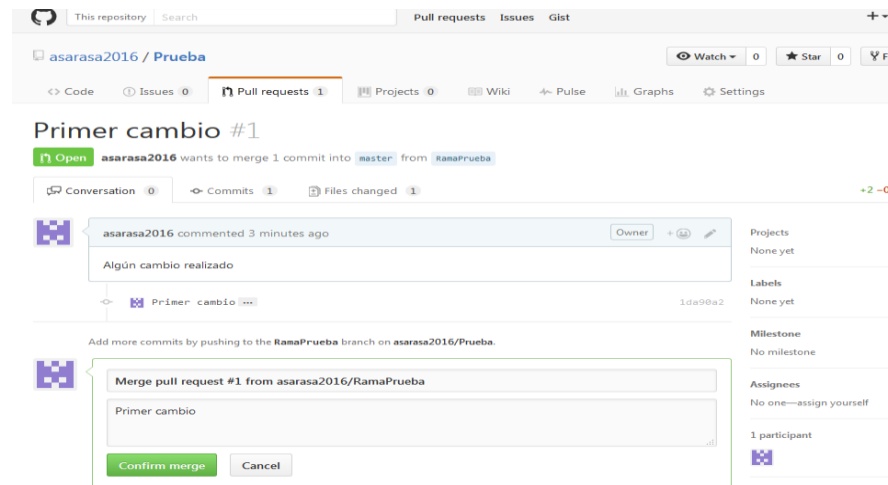 This repository Search Pull requests Issues Gist
asarasa2016 / Prueba Watch 0 Star 0 F
Code Issues 0 Pull requests 1 Projects 0 Wiki Pulse Graphs Settings
Primer cambio #1
Open asarasa2016 wants to merge 1 commit into master from RamaPrueba
Conversation 0 Commits 1 Files changed 1 +2 −0
asarasa2016 commented 3 minutes ago Owner
Algún cambio realizado
Primer cambio ... 1da90a2
Add more commits by pushing to the RamaPrueba branch on asarasa2016/Prueba.
Merge pull request #1 from asarasa2016/RamaPrueba
Primer cambio
Confirm merge Cancel
Projects
None yet
Labels
None yet
Milestone
No milestone
Assignees
No one—assign yourself
1 participant